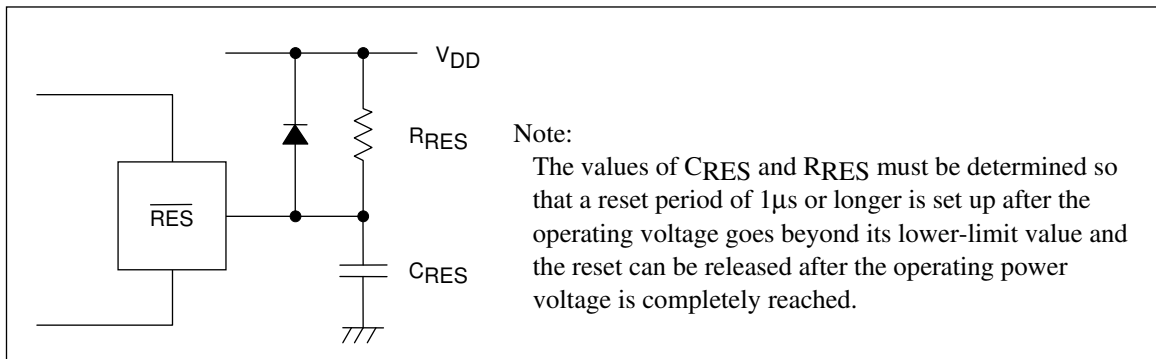 VDD
RRES
RES
CRES
Note:
The values of CRES and RRES must be determined so
that a reset period of 1μs or longer is set up after the
operating voltage goes beyond its lower-limit value and
the reset can be released after the operating power
voltage is completely reached.